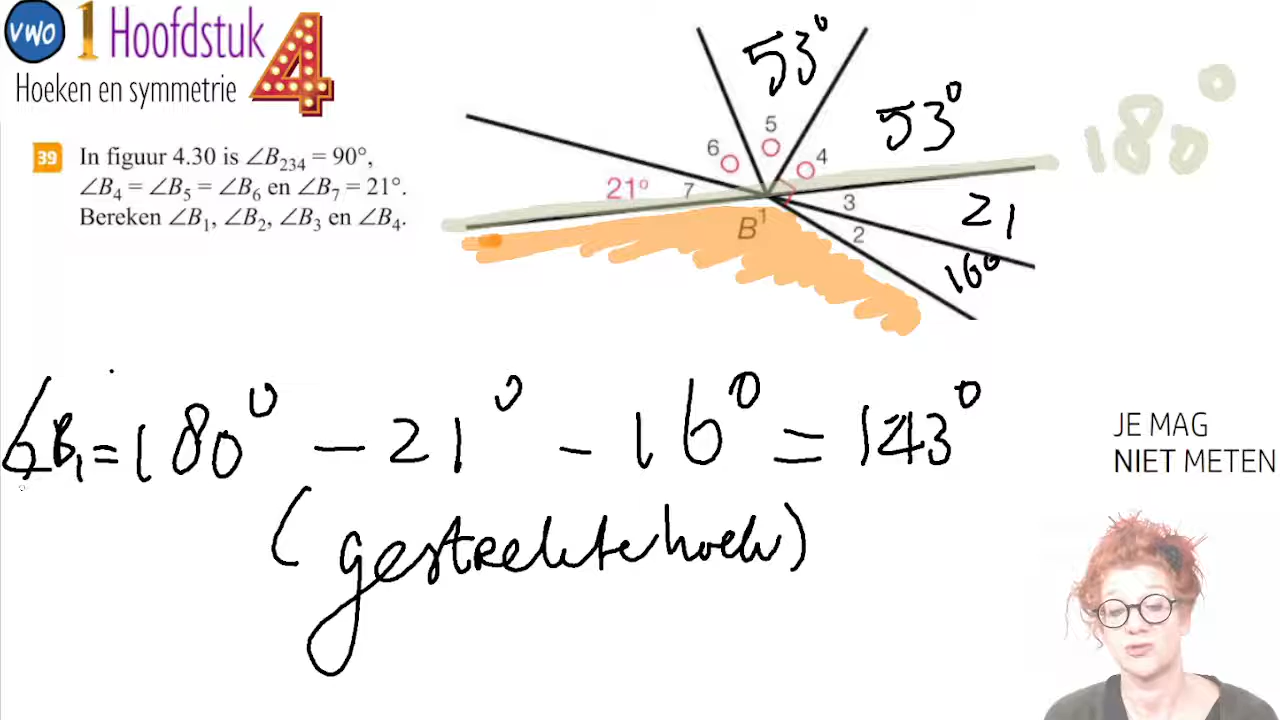 VWO 1 Hoofdstuk 4
Hoeken en symmetrie
39 In figuur 4.30 is ∠B₂₃₄ = 90°,
∠B₄ = ∠B₅ = ∠B₆ en ∠B₇ = 21°.
Bereken ∠B₁, ∠B₂, ∠B₃ en ∠B₄.
53°
53°
180°
5
6
4
21°
7
3
21
B
1
2
16°
∠B₁ = 180° − 21° − 16° = 143°
(gestrekte hoek)
JE MAG
NIET METEN